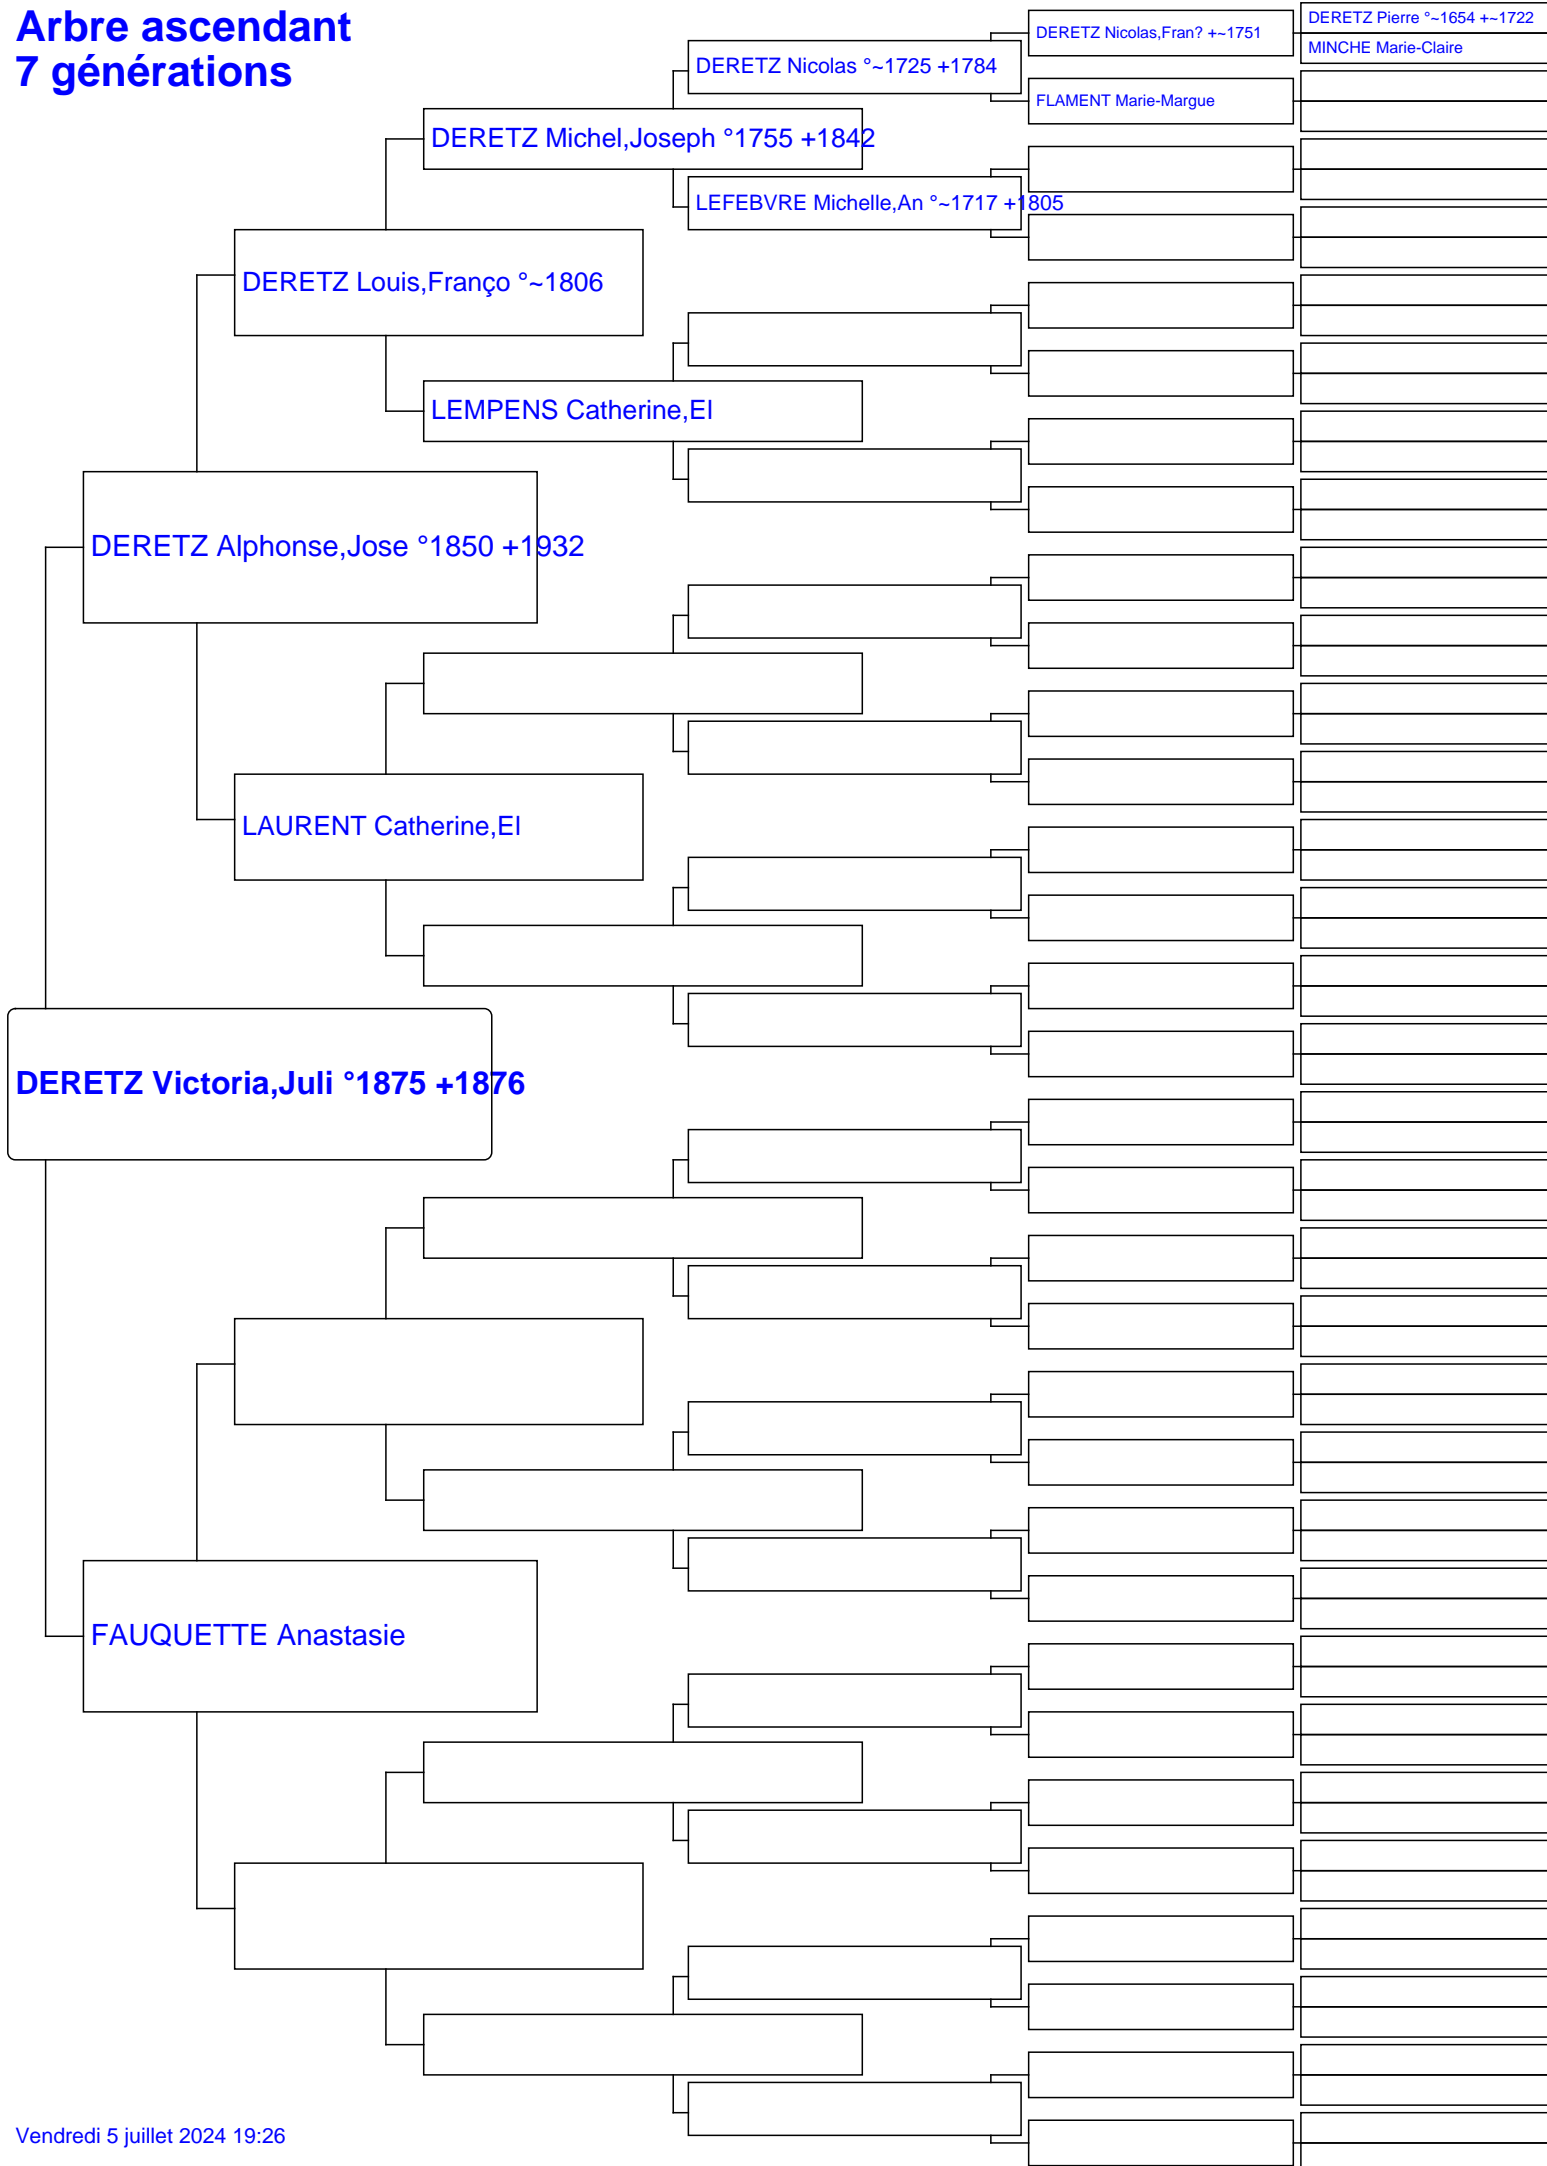 Arbre ascendant
7 générations
DERETZ Pierre °~1654 +~1722
DERETZ Nicolas,Fran? +~1751
MINCHE Marie-Claire
DERETZ Nicolas °~1725 +1784
FLAMENT Marie-Margue
DERETZ Michel,Joseph °1755 +1842
LEFEBVRE Michelle,An °~1717 +1805
DERETZ Louis,Franço °~1806
LEMPENS Catherine,El
DERETZ Alphonse,Jose °1850 +1932
LAURENT Catherine,El
DERETZ Victoria,Juli °1875 +1876
FAUQUETTE Anastasie
Vendredi 5 juillet 2024 19:26